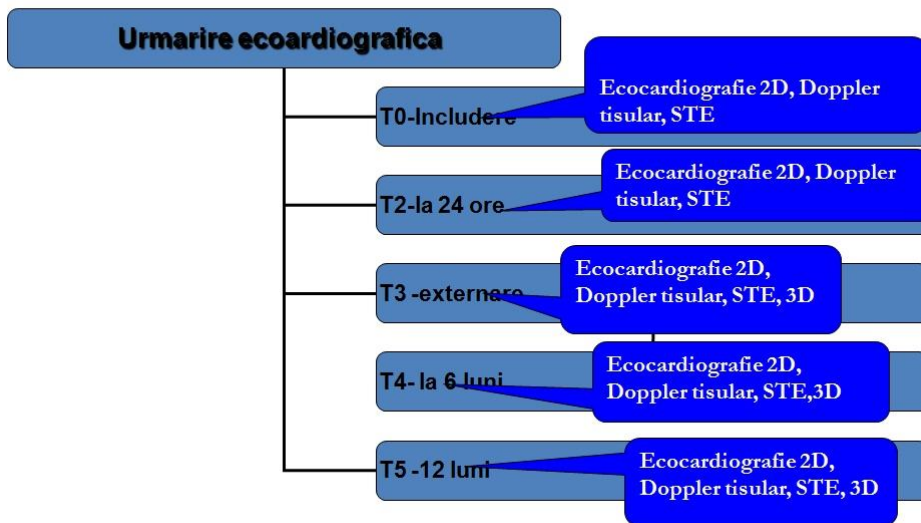 Urmarire ecoardiografica
T0-Includere
Ecocardiografie 2D, Doppler
tisular, STE
T2-la 24 ore
Ecocardiografie 2D, Doppler
tisular, STE
T3 -externare
Ecocardiografie 2D,
Doppler tisular, STE, 3D
T4- la 6 luni
Ecocardiografie 2D,
Doppler tisular, STE,3D
T5 -12 luni
Ecocardiografie 2D,
Doppler tisular, STE, 3D